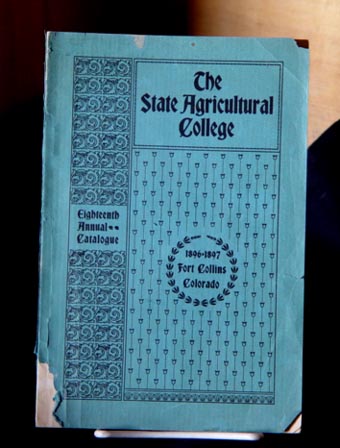 The
State Agricultural
College
Eighteenth
Annual
Catalogue
1896-1897
Fort Collins
Colorado